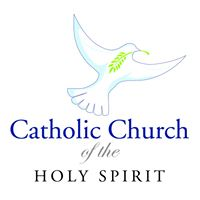 Catholic Church
of the
HOLY SPIRIT